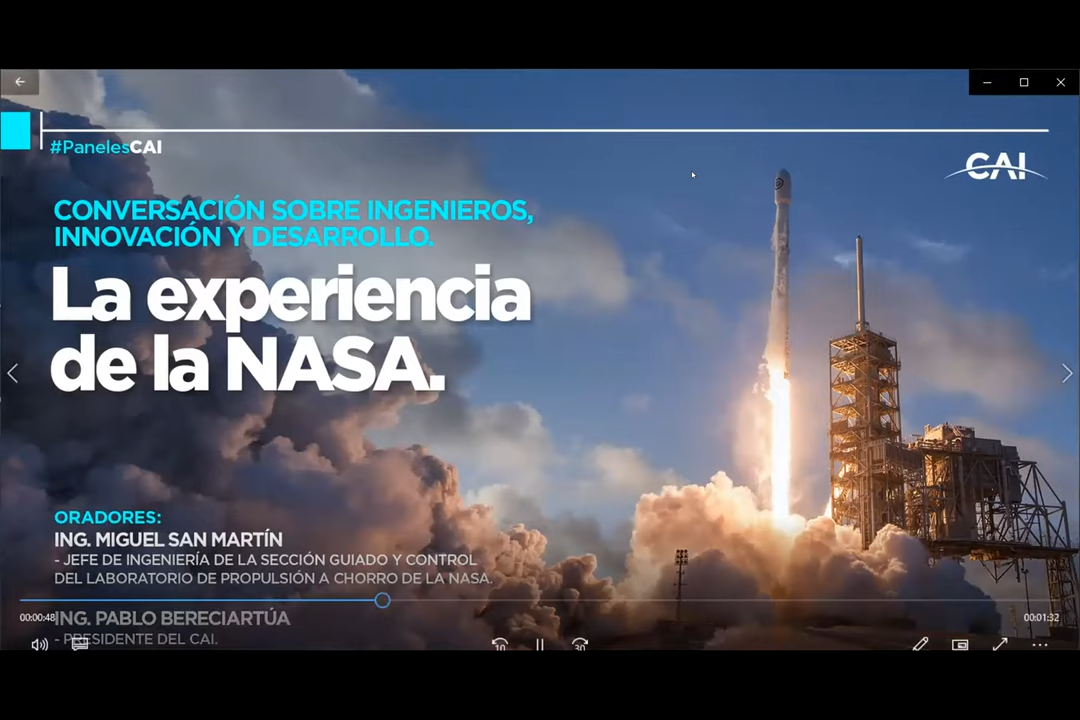 #PanelesCAI
CAI
CONVERSACIÓN SOBRE INGENIEROS,
INNOVACIÓN Y DESARROLLO.
La experiencia
de la NASA.
ORADORES:
ING. MIGUEL SAN MARTÍN
- JEFE DE INGENIERÍA DE LA SECCIÓN GUIADO Y CONTROL
DEL LABORATORIO DE PROPULSIÓN A CHORRO DE LA NASA.
00:00:48
ING. PABLO BERECIARTÚA
00:01:32
- PRESIDENTE DEL CAI.
10
30